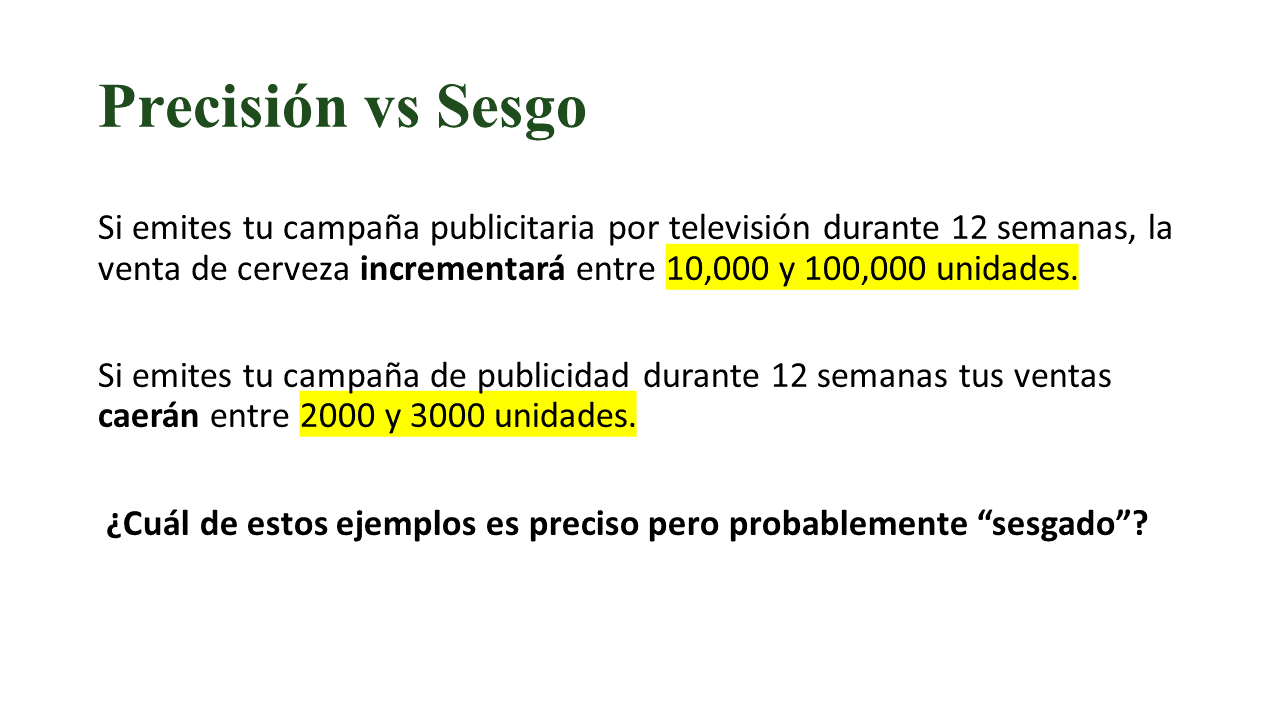 Precisión vs Sesgo
Si emites tu campaña publicitaria por televisión durante 12 semanas, la
venta de cerveza incrementará entre 10,000 y 100,000 unidades.
Si emites tu campaña de publicidad durante 12 semanas tus ventas
caerán entre 2000 y 3000 unidades.
¿Cuál de estos ejemplos es preciso pero probablemente “sesgado”?